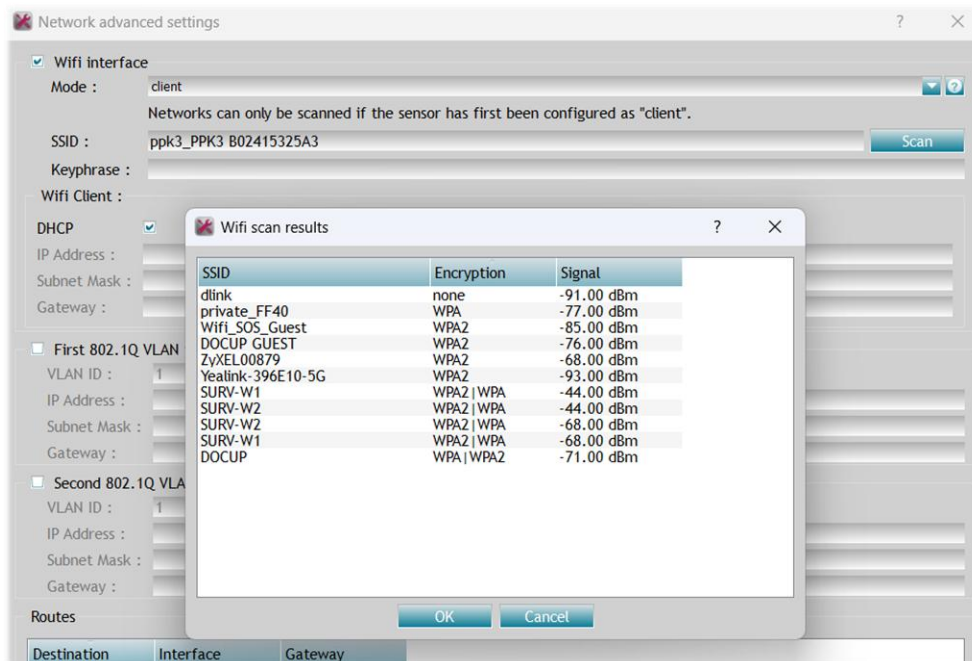 Network advanced settings ? ×
Wifi interface
Mode : client ?
Networks can only be scanned if the sensor has first been configured as "client".
SSID : ppk3_PPK3 B02415325A3 Scan
Keyphrase :
Wifi Client :
DHCP
IP Address :
Subnet Mask :
Gateway :
First 802.1Q VLAN
VLAN ID : 1
IP Address :
Subnet Mask :
Gateway :
Second 802.1Q VLA
VLAN ID : 1
IP Address :
Subnet Mask :
Gateway :
Routes
Destination Interface Gateway
Wifi scan results ? ×
SSID Encryption Signal
dlink none -91.00 dBm
private_FF40 WPA -77.00 dBm
Wifi_SOS_Guest WPA2 -85.00 dBm
DOCUP GUEST WPA2 -76.00 dBm
ZyXEL00879 WPA2 -68.00 dBm
Yealink-396E10-5G WPA2 -93.00 dBm
SURV-W1 WPA2|WPA -44.00 dBm
SURV-W2 WPA2|WPA -44.00 dBm
SURV-W2 WPA2|WPA -68.00 dBm
SURV-W1 WPA2|WPA -68.00 dBm
DOCUP WPA|WPA2 -71.00 dBm
OK Cancel